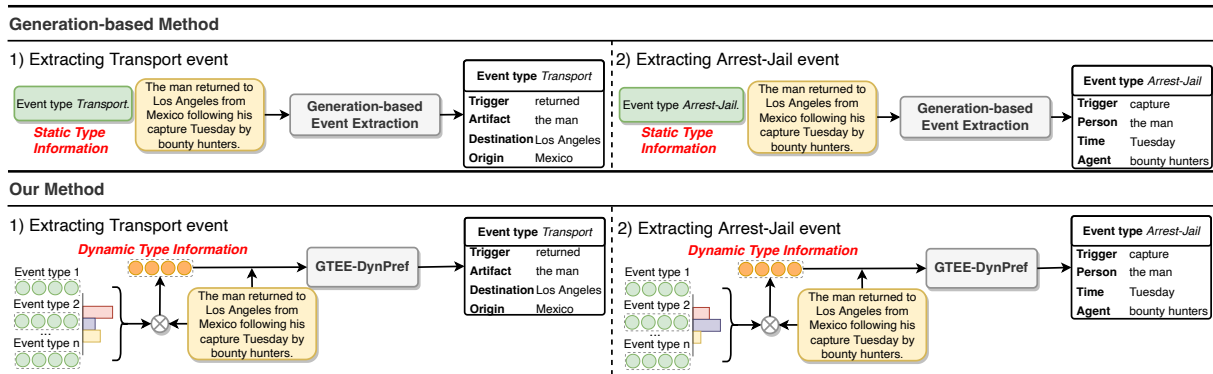 Generation-based Method
1) Extracting Transport event
Event type Transport.
Static Type
Information
The man returned to
Los Angeles from
Mexico following his
capture Tuesday by
bounty hunters.
Generation-based
Event Extraction
Event type Transport
Trigger returned
Artifact the man
Destination Los Angeles
Origin Mexico
2) Extracting Arrest-Jail event
Event type Arrest-Jail.
Static Type
Information
The man returned to
Los Angeles from
Mexico following his
capture Tuesday by
bounty hunters.
Generation-based
Event Extraction
Event type Arrest-Jail
Trigger capture
Person the man
Time Tuesday
Agent bounty hunters
Our Method
1) Extracting Transport event
Dynamic Type Information
Event type 1
Event type 2
...
Event type n
The man returned to
Los Angeles from
Mexico following his
capture Tuesday by
bounty hunters.
GTEE-DynPref
Event type Transport
Trigger returned
Artifact the man
Destination Los Angeles
Origin Mexico
2) Extracting Arrest-Jail event
Dynamic Type Information
Event type 1
Event type 2
...
Event type n
The man returned to
Los Angeles from
Mexico following his
capture Tuesday by
bounty hunters.
GTEE-DynPref
Event type Arrest-Jail
Trigger capture
Person the man
Time Tuesday
Agent bounty hunters